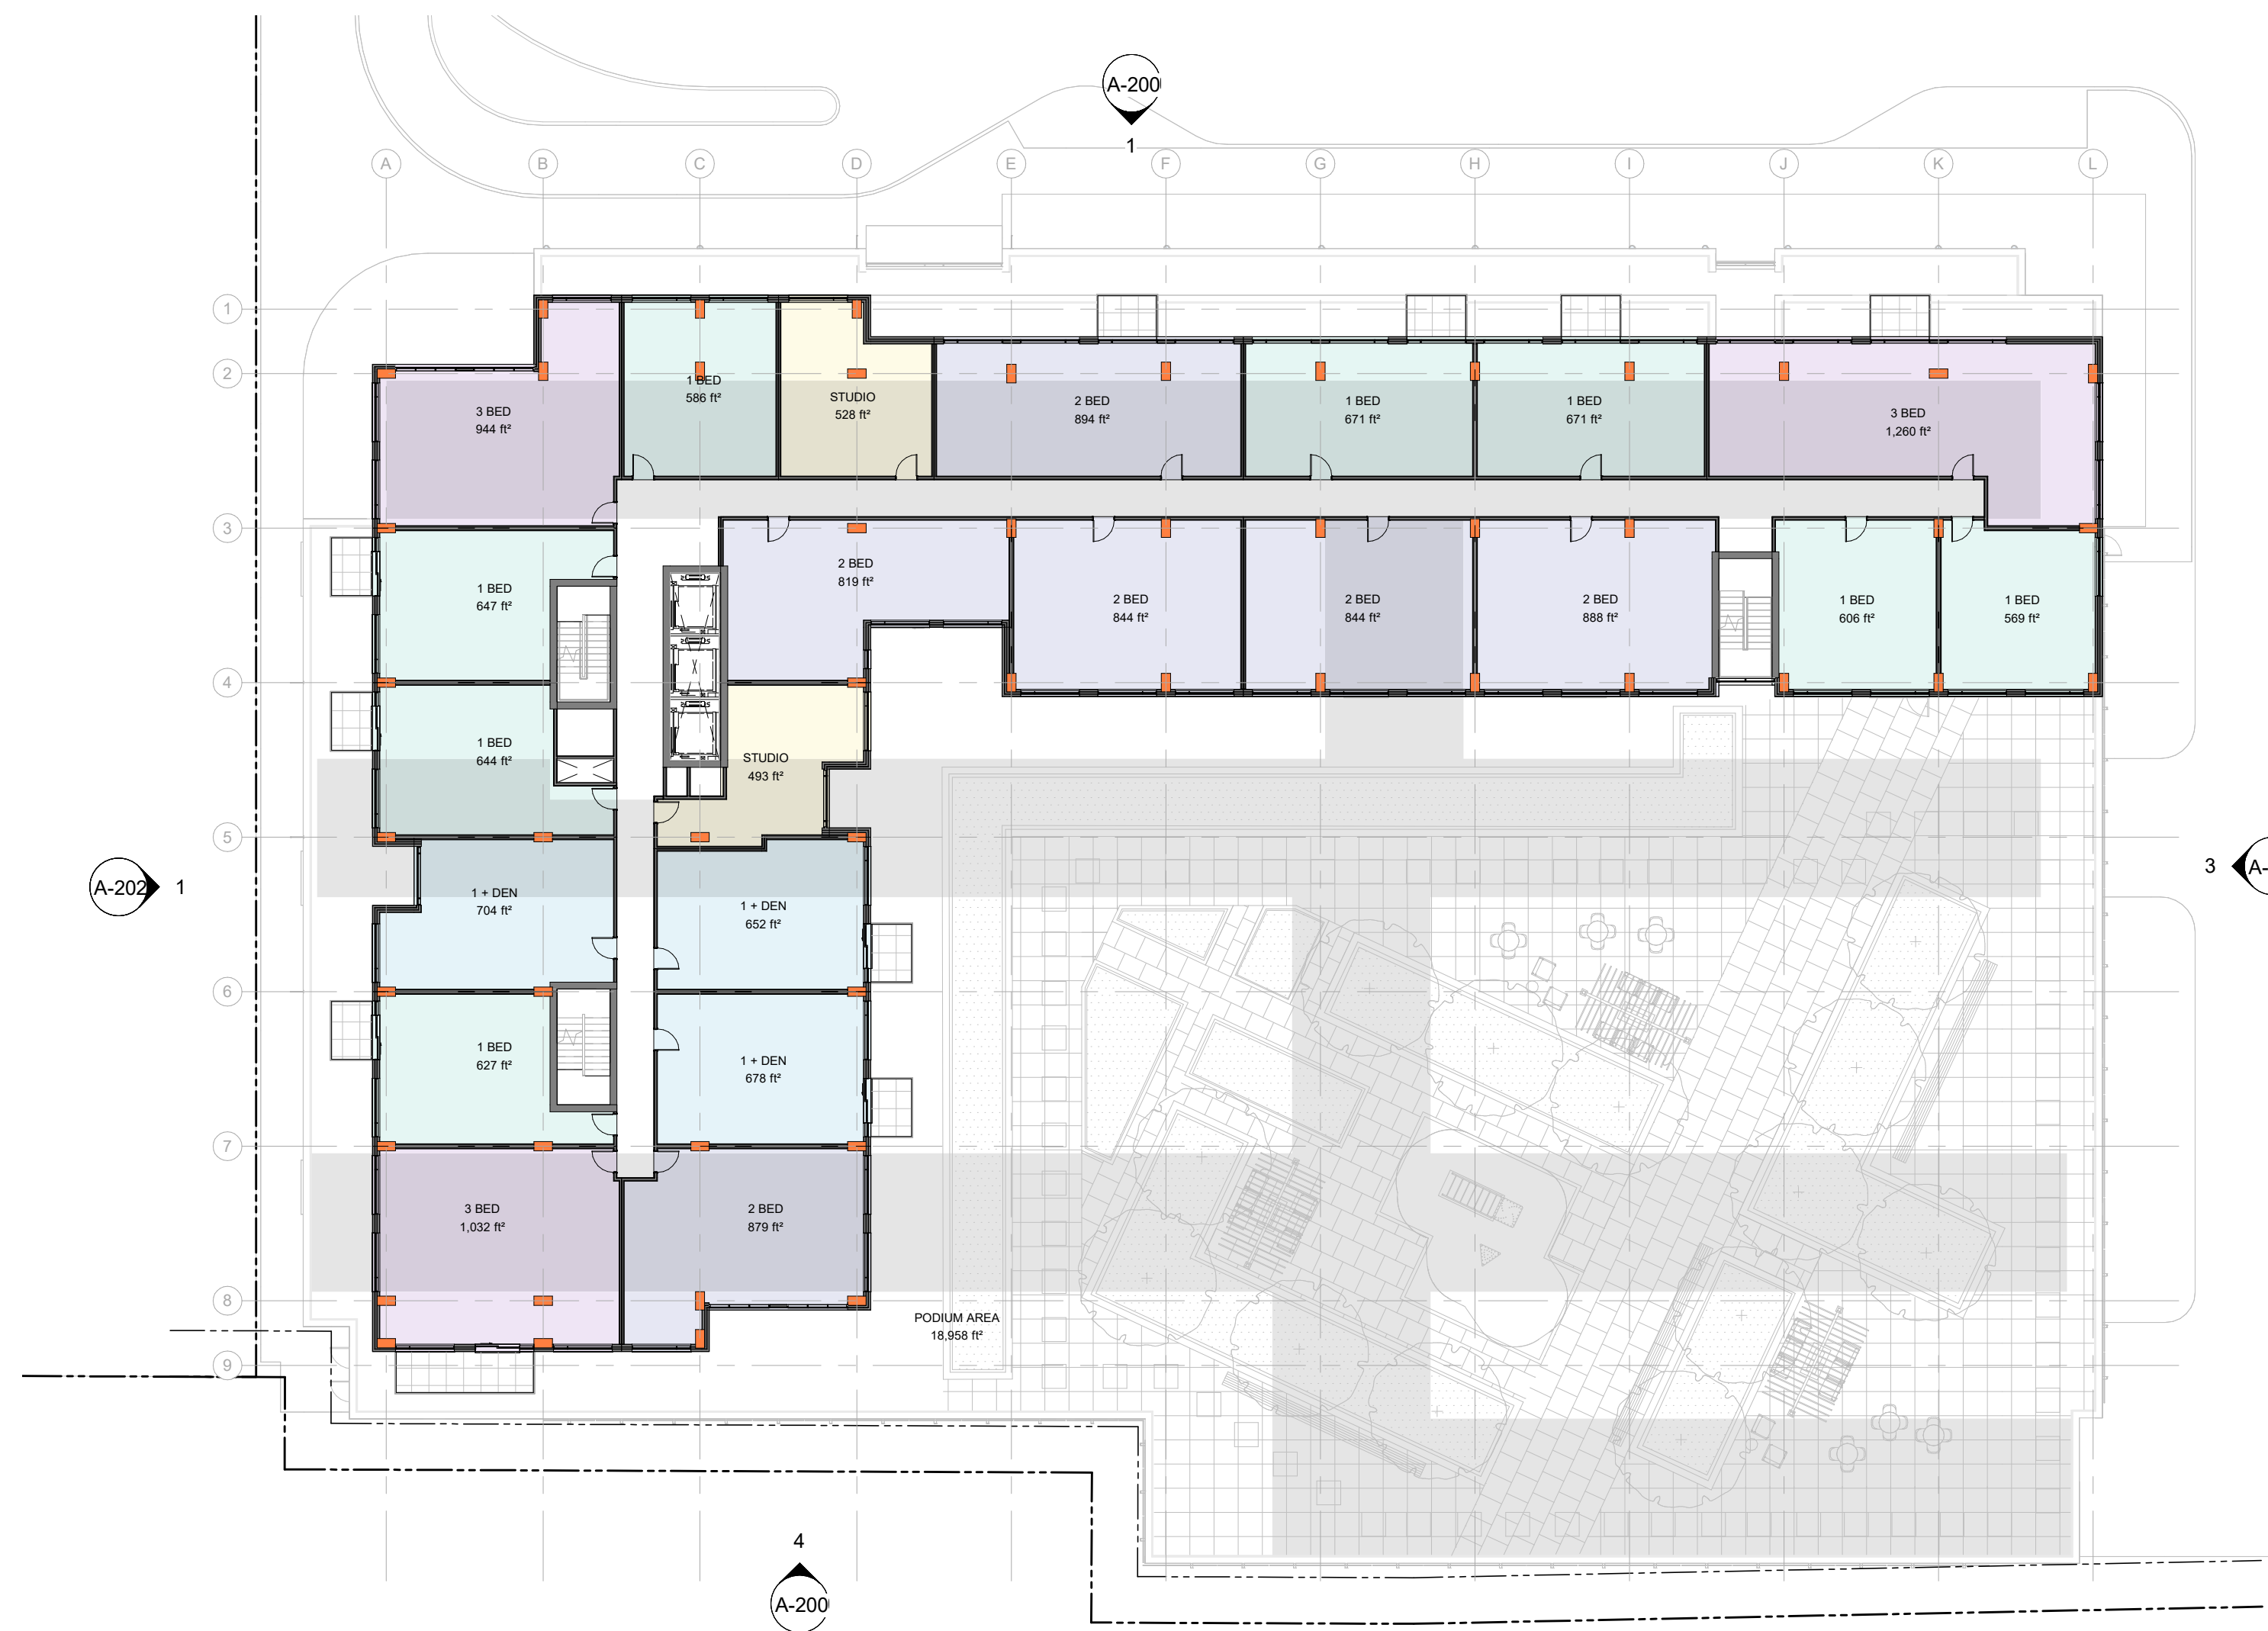 A-200
1
A
B
C
D
E
F
G
H
I
J
K
L
1
2
3
4
5
6
7
8
9
3 BED
944 ft²
1 BED
586 ft²
STUDIO
528 ft²
2 BED
894 ft²
1 BED
671 ft²
1 BED
671 ft²
3 BED
1,260 ft²
1 BED
647 ft²
2 BED
819 ft²
2 BED
844 ft²
2 BED
844 ft²
2 BED
888 ft²
1 BED
606 ft²
1 BED
569 ft²
1 BED
644 ft²
STUDIO
493 ft²
A-202
1
1 + DEN
704 ft²
1 + DEN
652 ft²
3
A-
1 BED
627 ft²
1 + DEN
678 ft²
3 BED
1,032 ft²
2 BED
879 ft²
PODIUM AREA
18,958 ft²
4
A-200